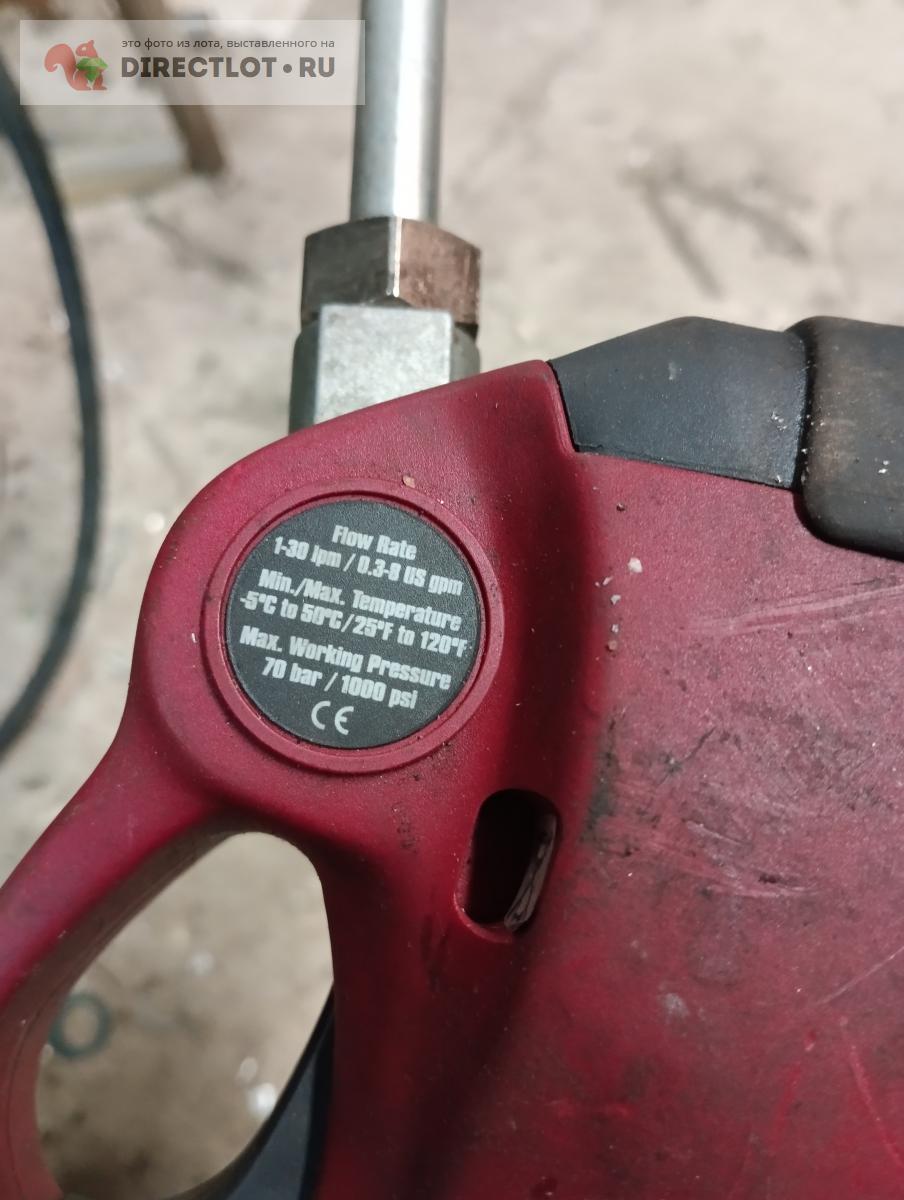 это фото из лота, выставленного на
DIRECTLOT•RU
Flow Rate
1-30 lpm / 0.3-8 US gpm
Min./Max. Temperature
-5°C to 50°C/25°F to 120°F
Max. Working Pressure
70 bar / 1000 psi
CE